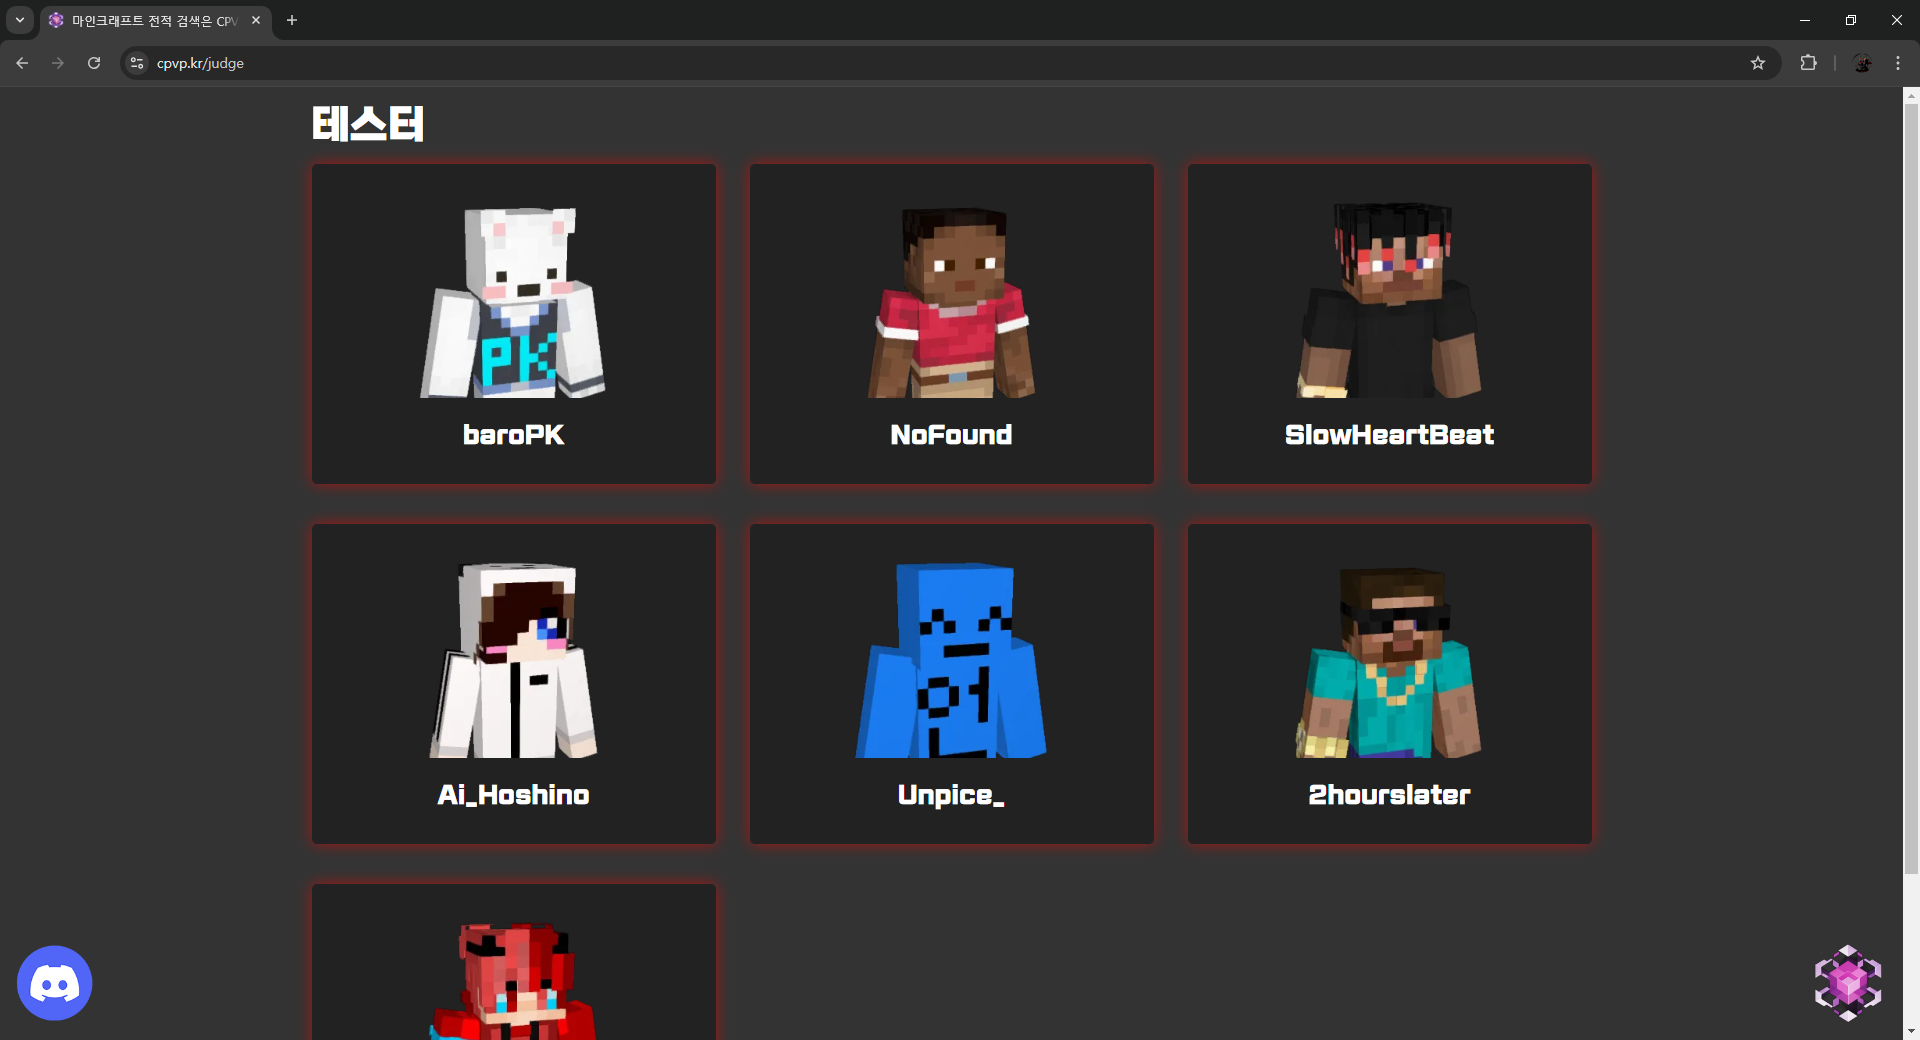 마인크래프트 전적 검색은 CPV
cpvp.kr/judge
테스터
PK
baroPK
NoFound
SlowHeartBeat
Ai_Hoshino
Unpice_
2hourslater